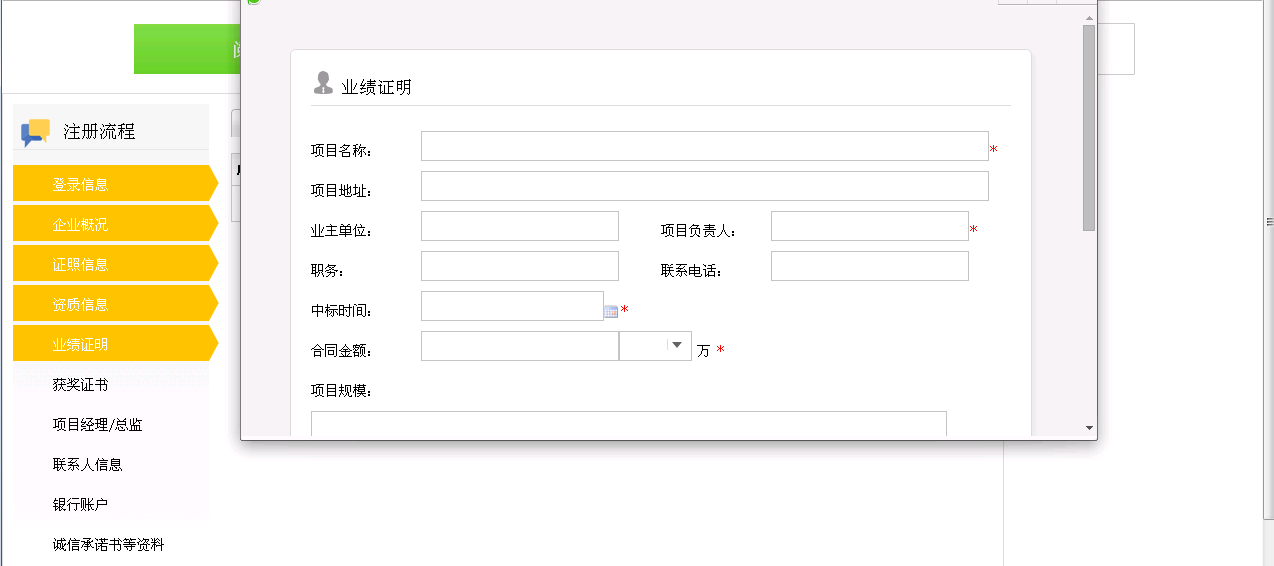 业绩证明
注册流程
项目名称： *
项目地址：
登录信息
业主单位： 项目负责人： *
企业概况
职务： 联系电话：
证照信息
中标时间： *
资质信息
合同金额： 万 *
业绩证明
项目规模：
获奖证书
项目经理/总监
联系人信息
银行账户
诚信承诺书等资料